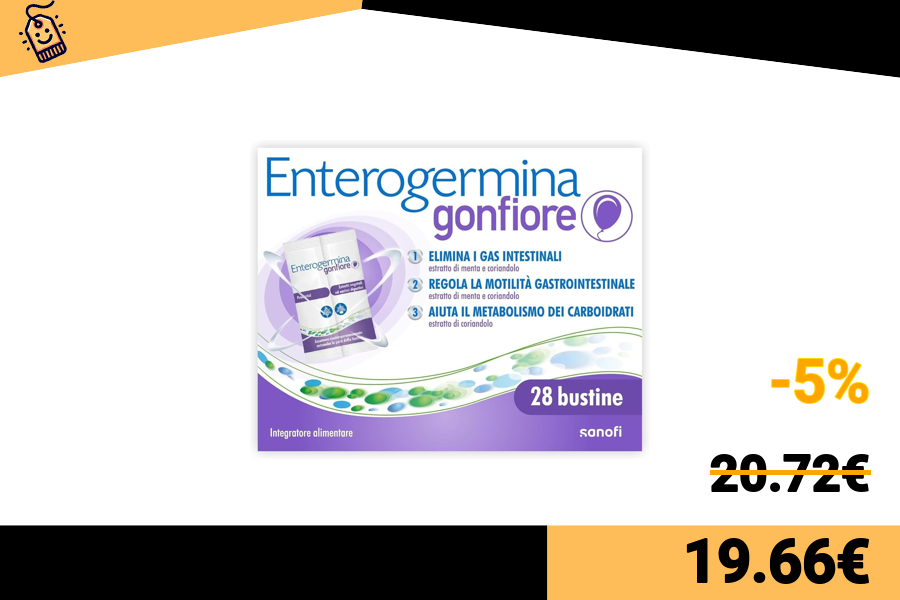 Enterogermina
gonfiore
1 ELIMINA I GAS INTESTINALI
estratto di menta e coriandolo
2 REGOLA LA MOTILITÀ GASTROINTESTINALE
estratto di menta e coriandolo
3 AIUTA IL METABOLISMO DEI CARBOIDRATI
estratto di coriandolo
Enterogermina
gonfiore
28 bustine
Integratore alimentare
sanofi
-5%
20.72€
19.66€